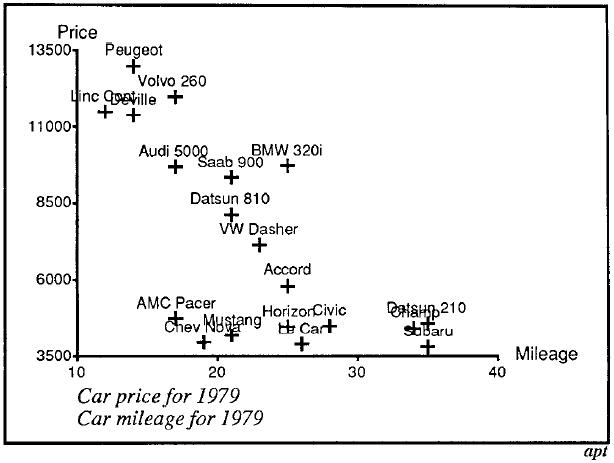 Price
13500
Peugeot
Volvo 260
Linc Cont
Deville
11000
Audi 5000
Saab 900
BMW 320i
8500
Datsun 810
VW Dasher
6000
Accord
AMC Pacer
Chev Nova
Mustang
Horizon
Civic
Le Car
Datsun 210
Champ
Subaru
3500
10
20
30
40
Mileage
Car price for 1979
Car mileage for 1979
apt